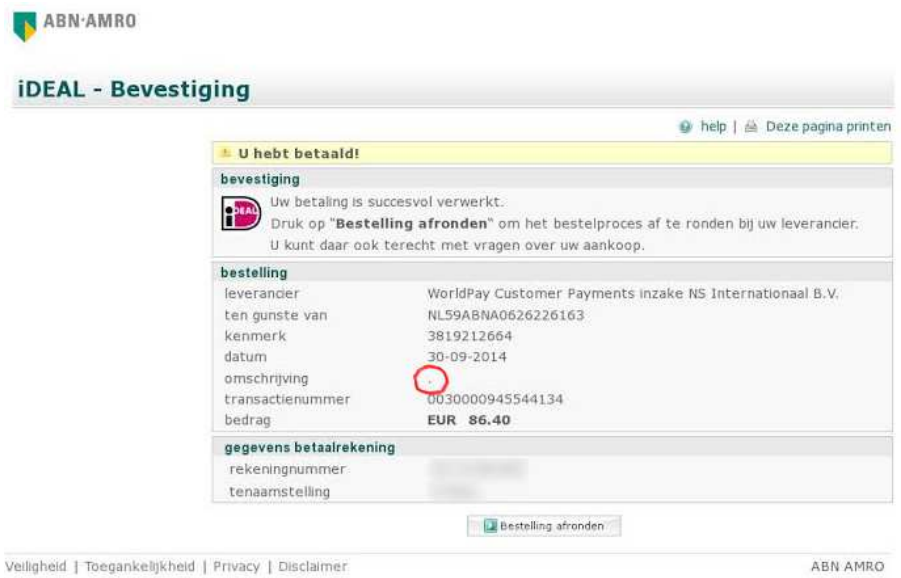 ABN·AMRO
iDEAL - Bevestiging
help | Deze pagina printen
U hebt betaald!
bevestiging
iDEAL
Uw betaling is succesvol verwerkt.
Druk op "Bestelling afronden" om het bestelproces af te ronden bij uw leverancier.
U kunt daar ook terecht met vragen over uw aankoop.
bestelling
leverancier WorldPay Customer Payments inzake NS Internationaal B.V.
ten gunste van NL59ABNA0626226163
kenmerk 3819212664
datum 30-09-2014
omschrijving .
transactienummer 0030000945544134
bedrag EUR 86.40
gegevens betaalrekening
rekeningnummer
tenaamstelling
Bestelling afronden
Veiligheid | Toegankelijkheid | Privacy | Disclaimer ABN AMRO